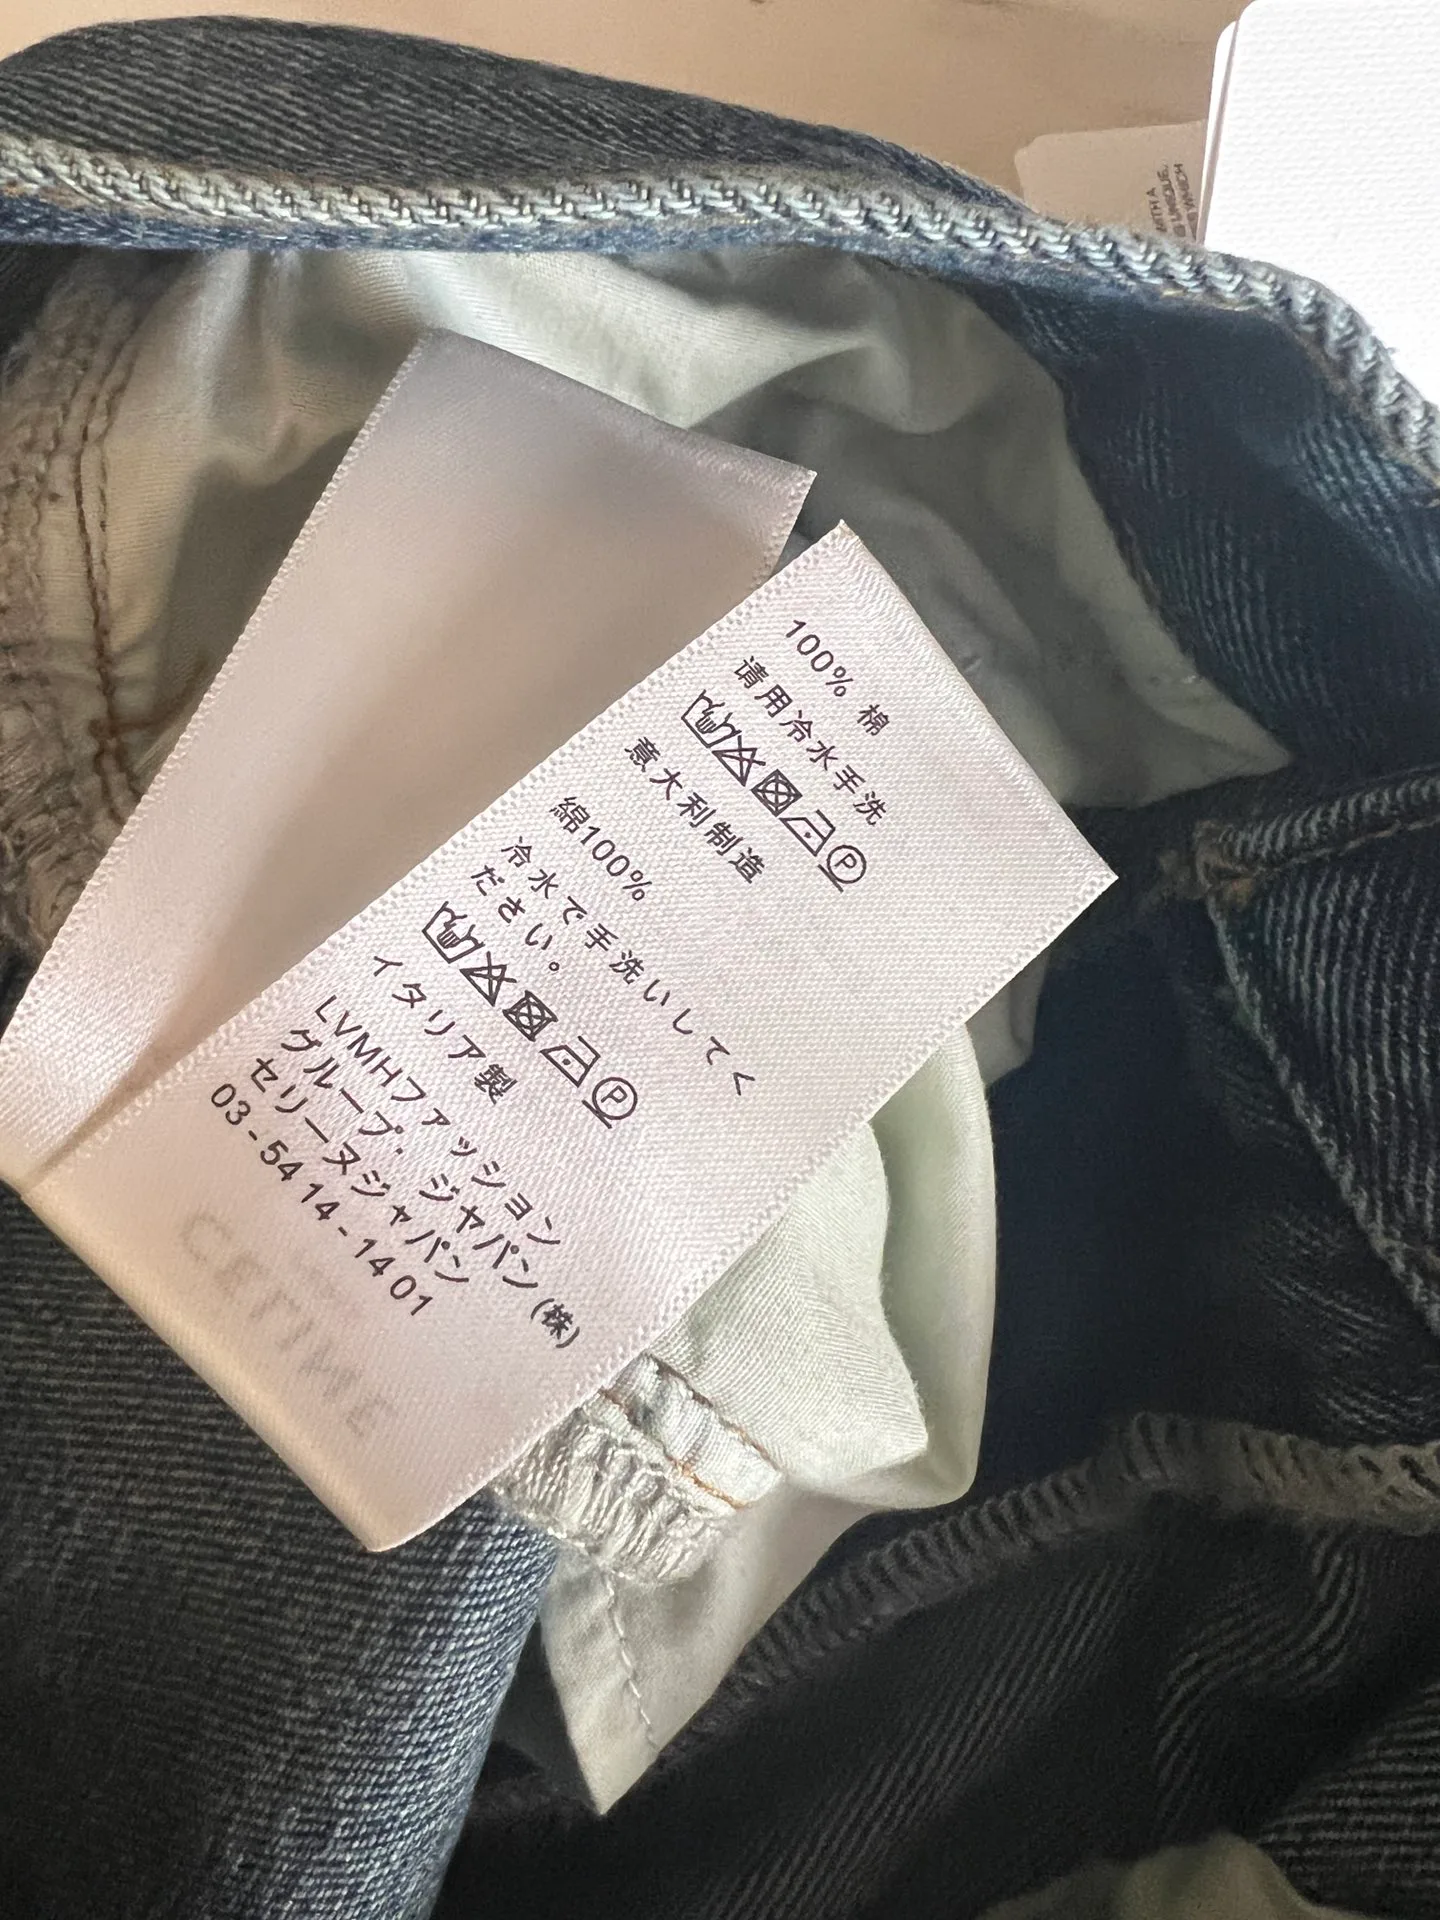 100% 棉
请用冷水手洗
P
意大利制造
綿100%
冷水で手洗いしてく
ださい。
P
イタリア製
LVMHファッション
グループ・ジャパン(株)
セリーヌジャパン
03-5414-1401
WITH A
UNIQUE,
WHICH